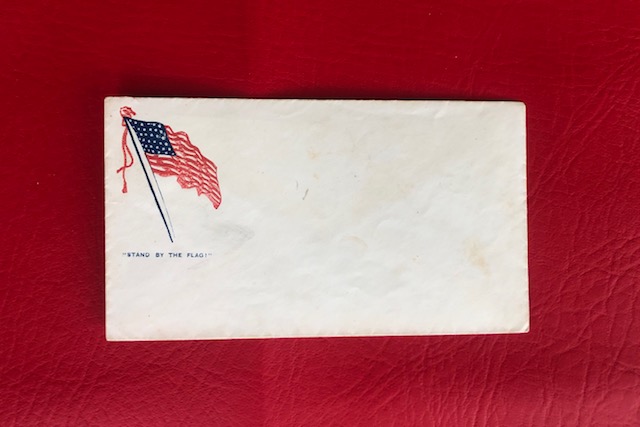 "STAND BY THE FLAG!"